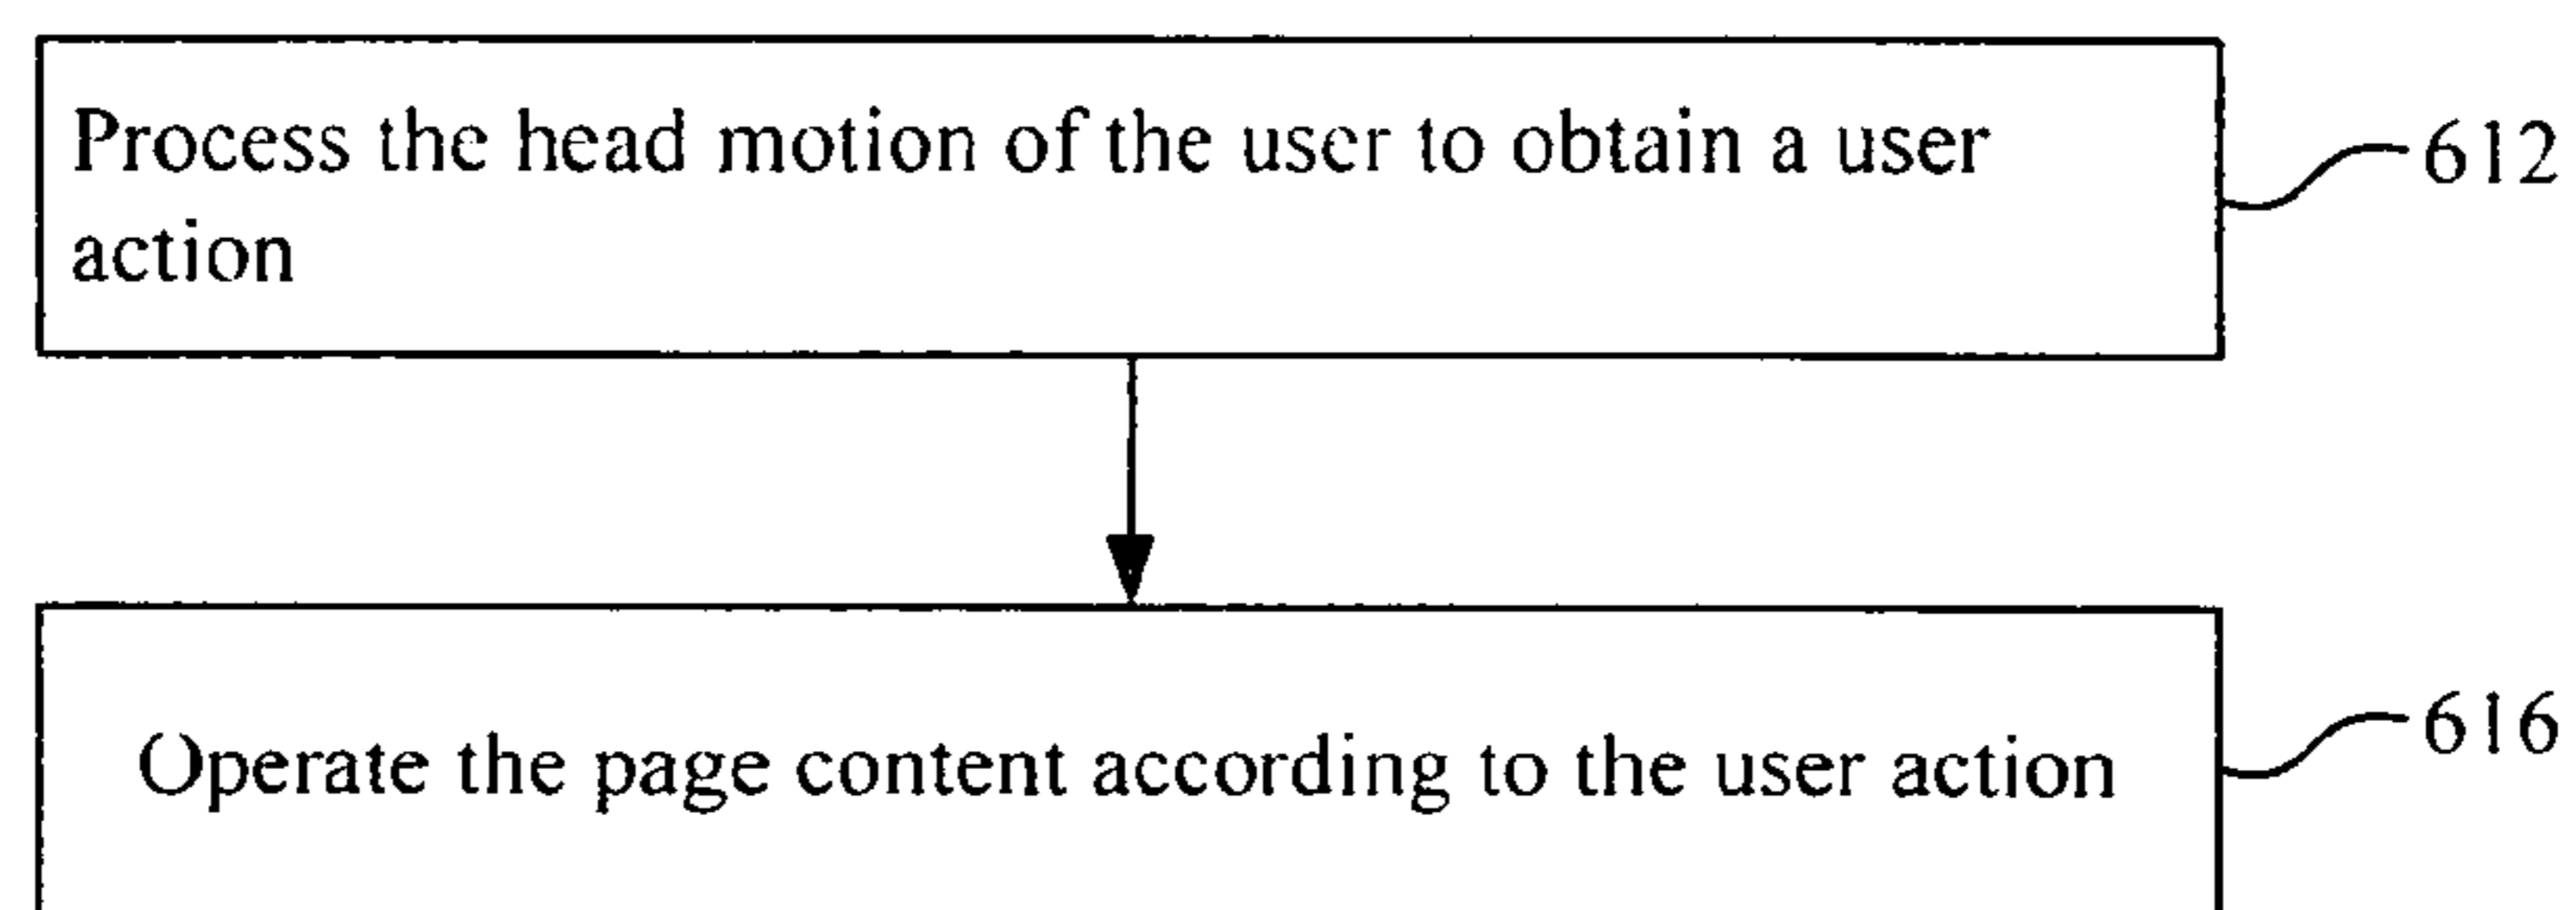 Process the head motion of the user to obtain a user
action
612
Operate the page content according to the user action
616